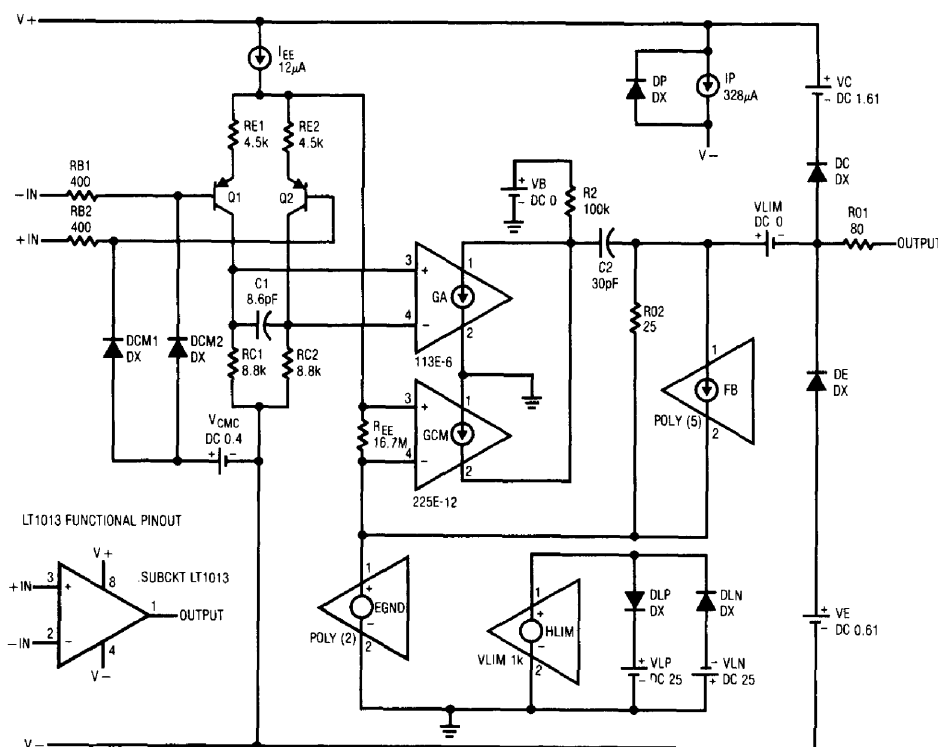 V+
IEE
12µA
RE1
4.5k
RE2
4.5k
DP
DX
IP
328µA
V−
+
−
VC
DC 1.61
DC
DX
RB1
400
−IN
RB2
400
+IN
Q1
Q2
+
−
VB
DC 0
R2
100k
C2
30pF
VLIM
DC 0
+
−
RO1
80
OUTPUT
3
+
4
−
1
GA
2
113E-6
C1
8.6pF
RC1
8.8k
RC2
8.8k
DCM1
DX
DCM2
DX
VCMC
DC 0.4
+
−
REE
16.7M
3
+
4
−
1
GCM
2
225E-12
RO2
25
1
FB
2
POLY (5)
DE
DX
LT1013 FUNCTIONAL PINOUT
V+
8
+IN
3
+
−IN
2
−
.SUBCKT LT1013
1
OUTPUT
4
V−
1
+
EGND
−
2
POLY (2)
1
+
HLIM
−
2
VLIM 1k
DLP
DX
DLN
DX
+
−
VLP
DC 25
−
+
VLN
DC 25
+
−
VE
DC 0.61
V−